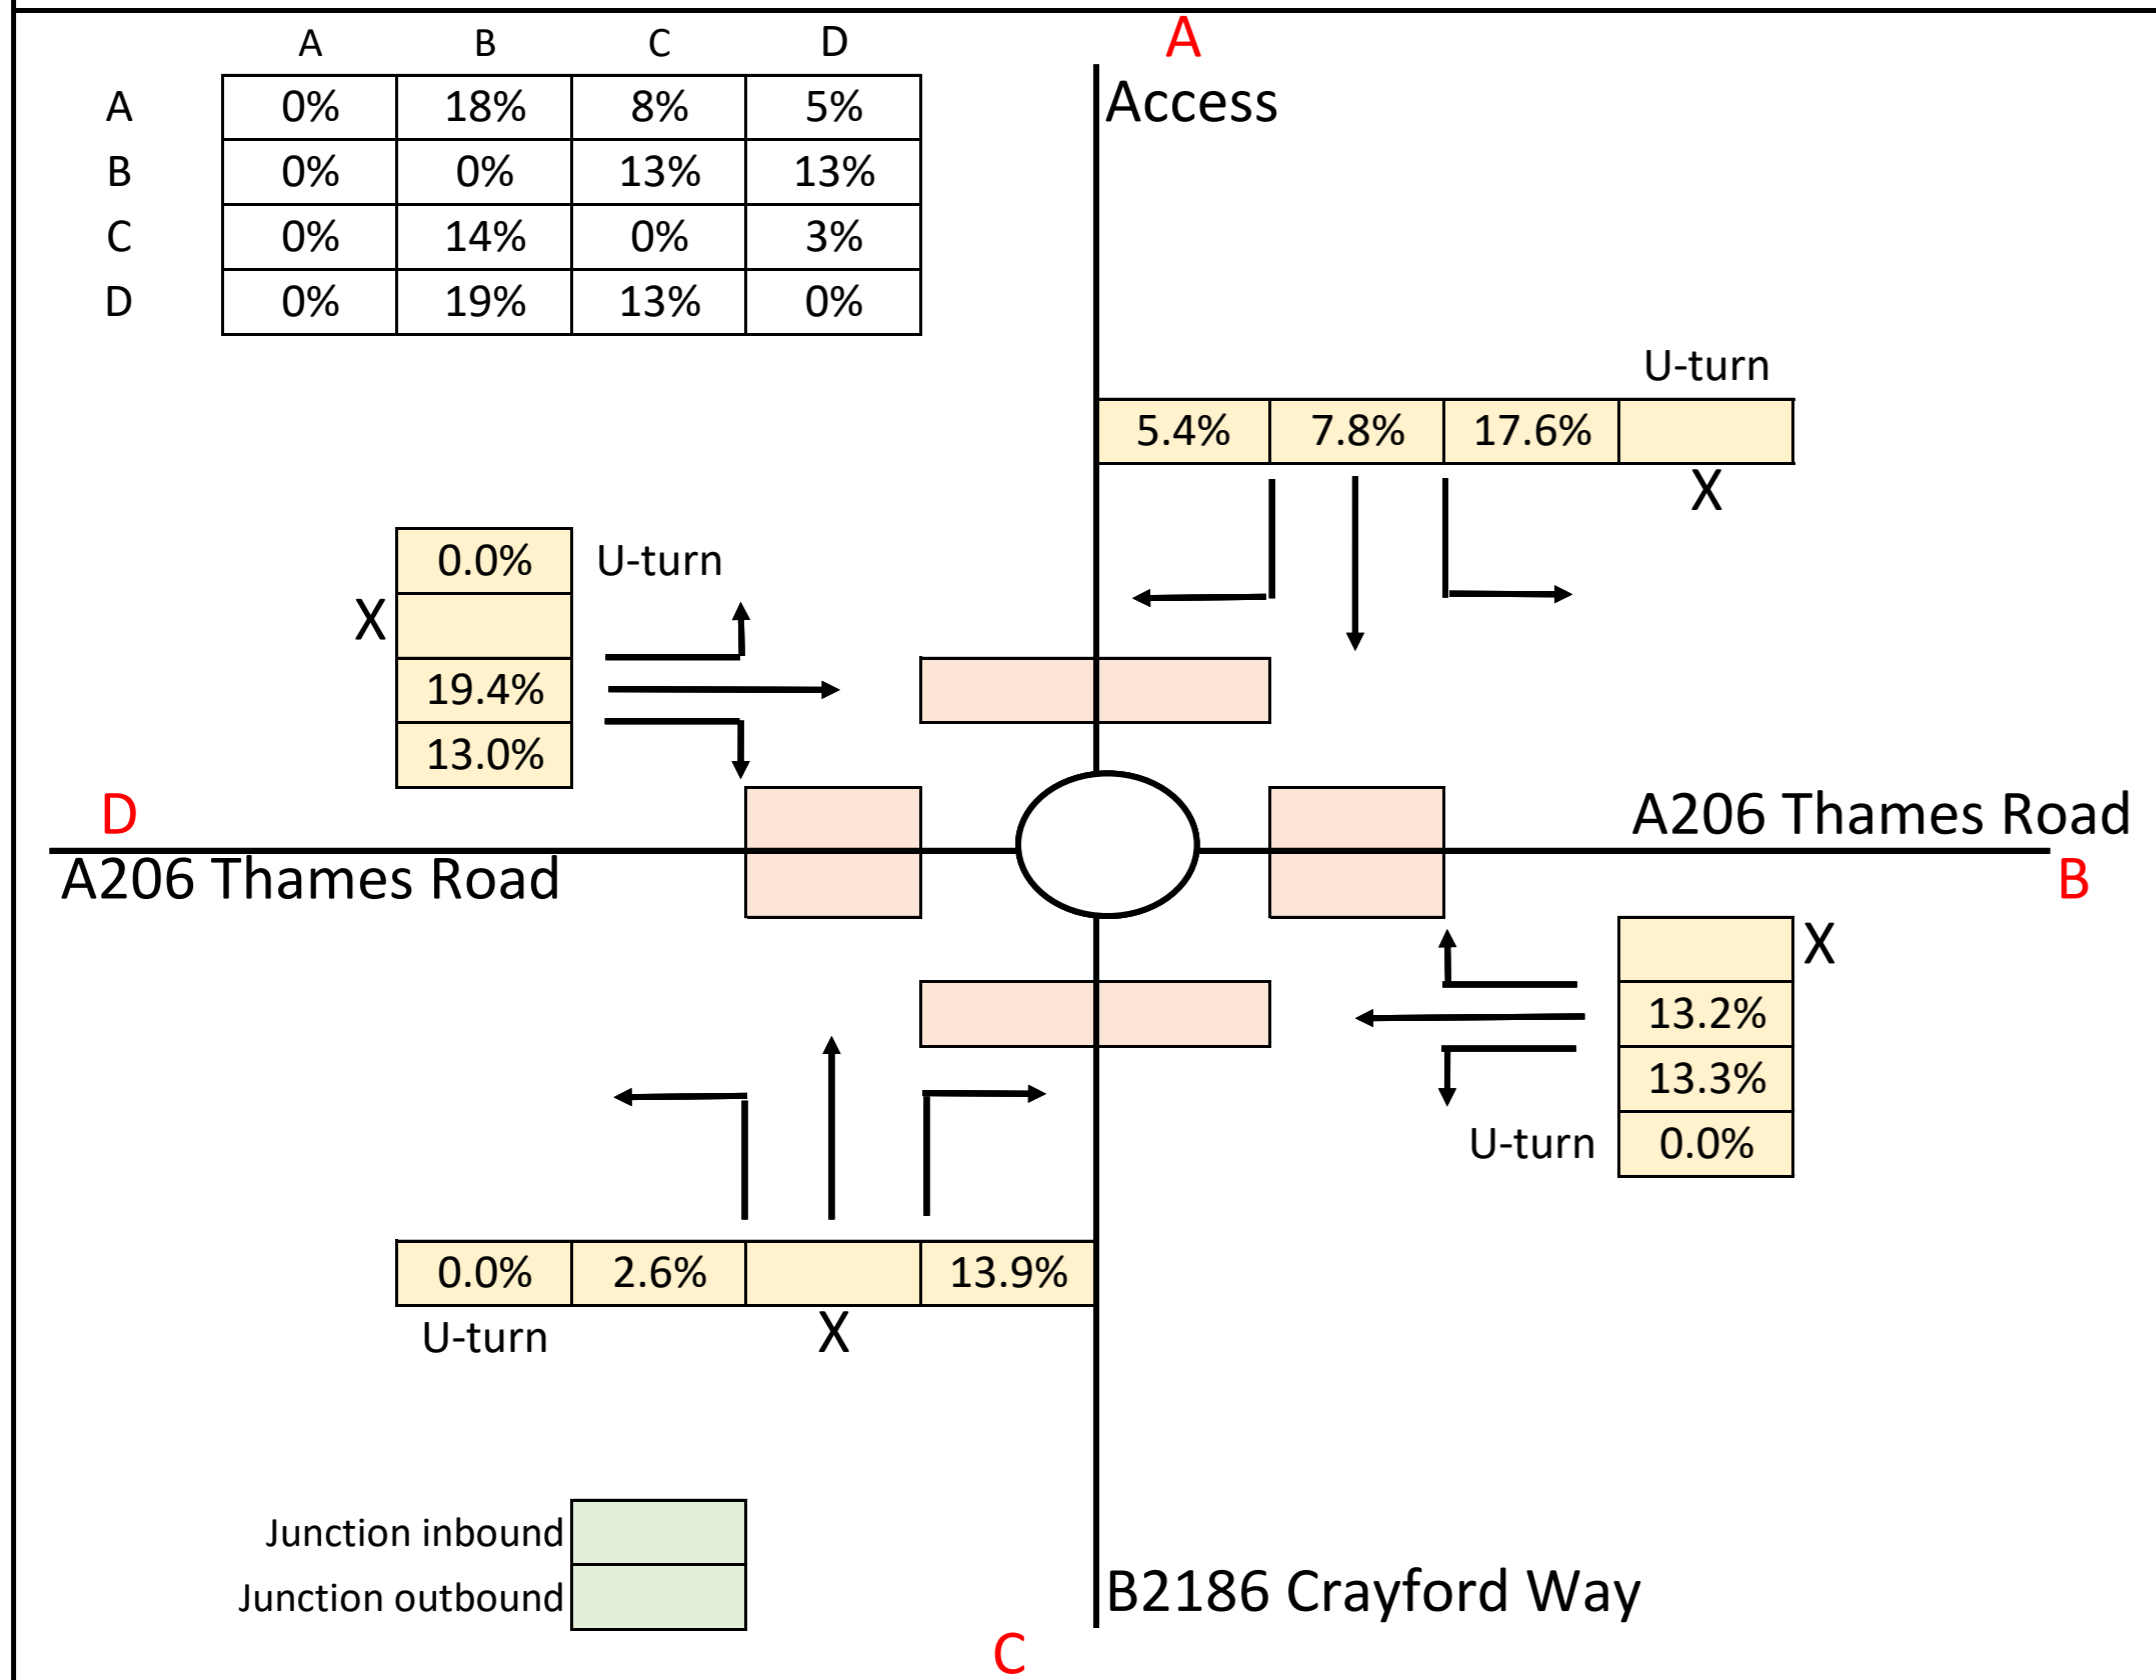 A B C D
A 0% 18% 8% 5%
B 0% 0% 13% 13%
C 0% 14% 0% 3%
D 0% 19% 13% 0%
A
Access
U-turn
5.4% 7.8% 17.6%
X
0.0% U-turn
X
19.4%
13.0%
D
A206 Thames Road
A206 Thames Road
B
X
13.2%
13.3%
U-turn 0.0%
0.0% 2.6% 13.9%
U-turn X
Junction inbound
Junction outbound
B2186 Crayford Way
C